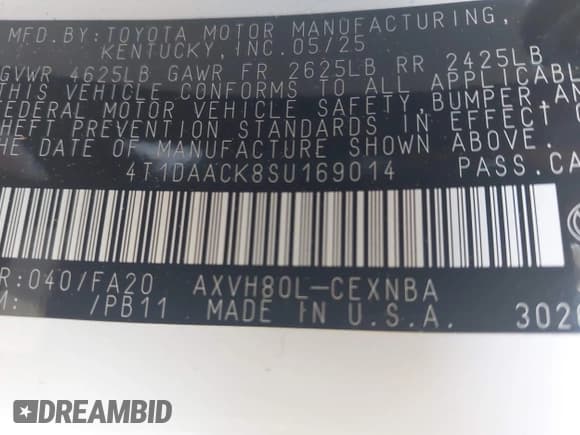 MFD.BY:TOYOTA MOTOR MANUFACTURING,
KENTUCKY, INC. 05/25
GVWR 4625LB GAWR FR 2625LB RR 2425LB
THIS VEHICLE CONFORMS TO ALL APPLICABL
FEDERAL MOTOR VEHICLE SAFETY, BUMPER, AN
THEFT PREVENTION STANDARDS IN EFFECT
THE DATE OF MANUFACTURE SHOWN ABOVE.
4T1DAACK8SU169014 PASS.CA
R:040/FA20 AXVH80L-CEXNBA
M: /PB11 MADE IN U.S.A. 302
DREAMBID